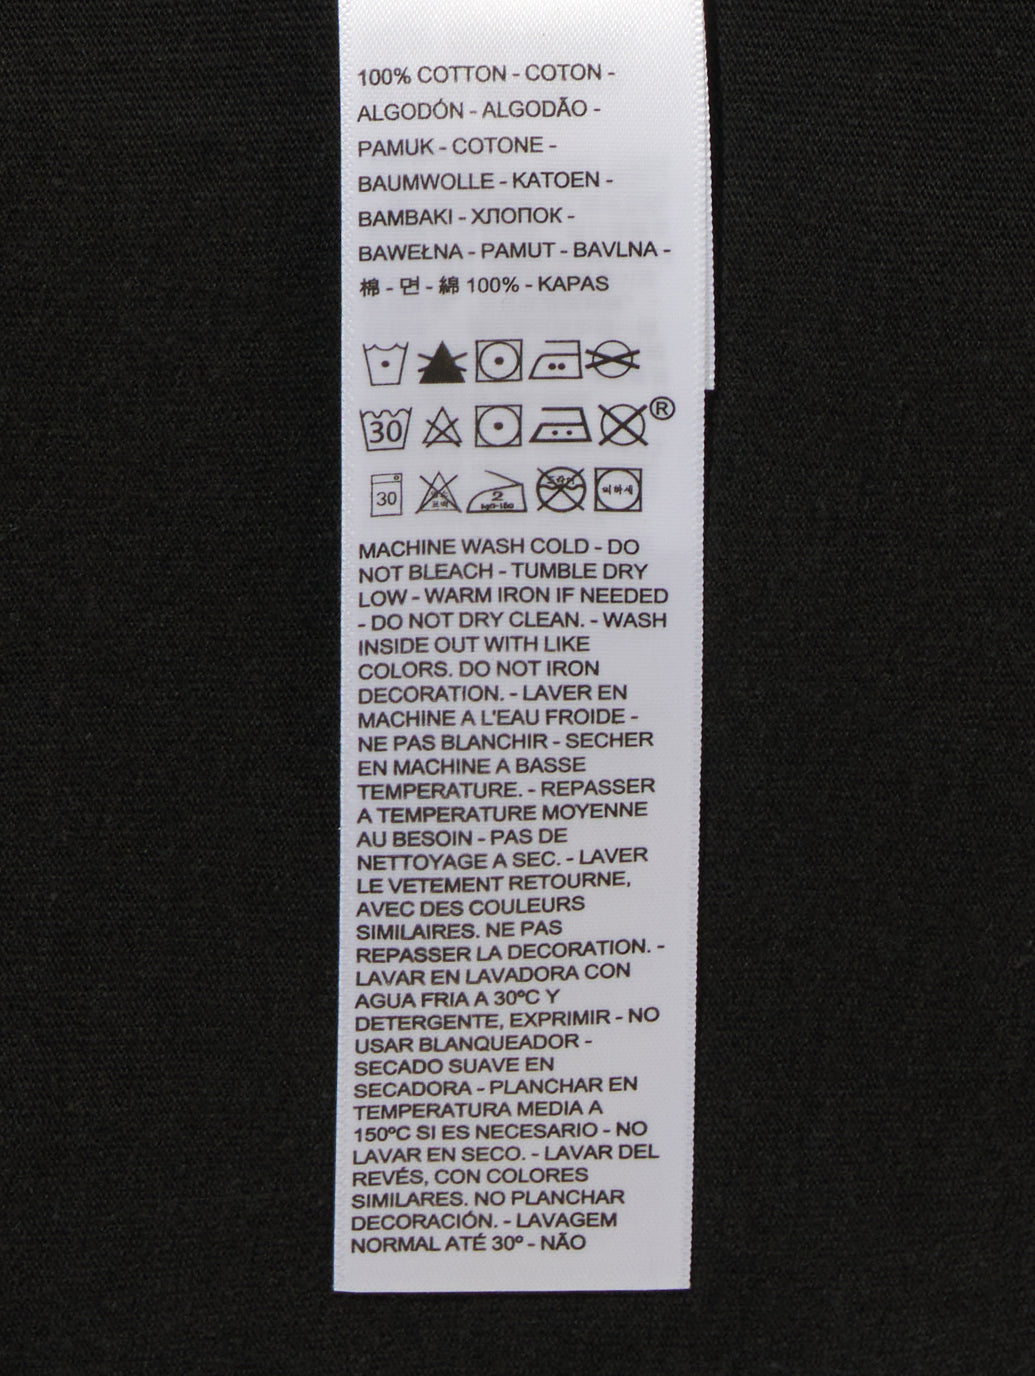 100% COTTON - COTON -
ALGODÓN - ALGODÃO -
PAMUK - COTONE -
BAUMWOLLE - KATOEN -
BAMBAKI - ХЛОПОК -
BAWEŁNA - PAMUT - BAVLNA -
棉 - 면 - 綿 100% - KAPAS
30 ®
30 2
MACHINE WASH COLD - DO
NOT BLEACH - TUMBLE DRY
LOW - WARM IRON IF NEEDED
- DO NOT DRY CLEAN. - WASH
INSIDE OUT WITH LIKE
COLORS. DO NOT IRON
DECORATION. - LAVER EN
MACHINE A L'EAU FROIDE -
NE PAS BLANCHIR - SECHER
EN MACHINE A BASSE
TEMPERATURE. - REPASSER
A TEMPERATURE MOYENNE
AU BESOIN - PAS DE
NETTOYAGE A SEC. - LAVER
LE VETEMENT RETOURNE,
AVEC DES COULEURS
SIMILAIRES. NE PAS
REPASSER LA DECORATION. -
LAVAR EN LAVADORA CON
AGUA FRIA A 30ºC Y
DETERGENTE, EXPRIMIR - NO
USAR BLANQUEADOR -
SECADO SUAVE EN
SECADORA - PLANCHAR EN
TEMPERATURA MEDIA A
150ºC SI ES NECESARIO - NO
LAVAR EN SECO. - LAVAR DEL
REVÉS, CON COLORES
SIMILARES. NO PLANCHAR
DECORACIÓN. - LAVAGEM
NORMAL ATÉ 30º - NÃO